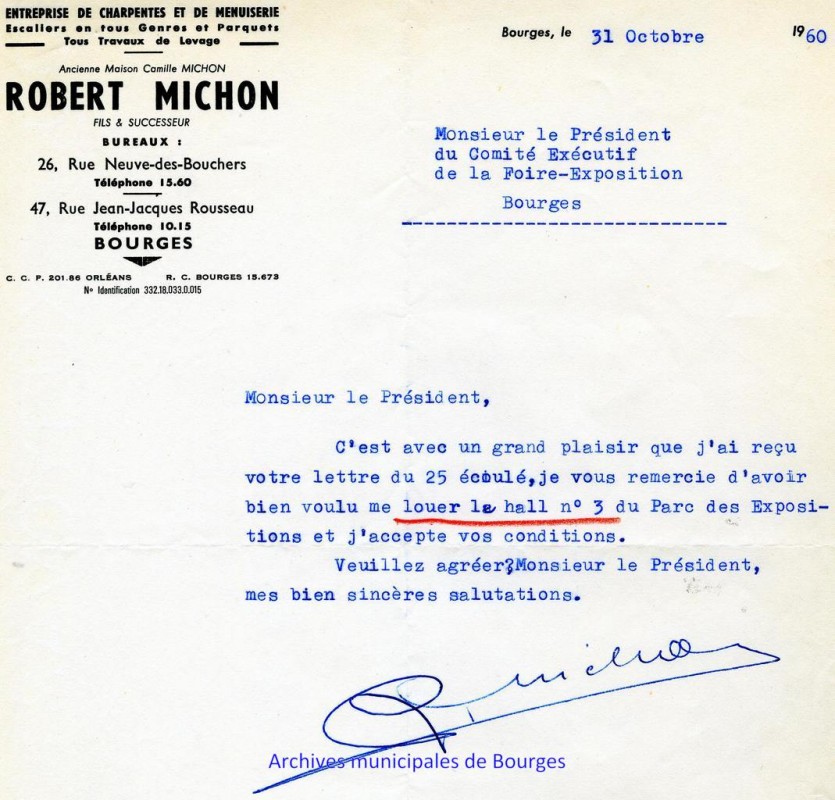 ENTREPRISE DE CHARPENTES ET DE MENUISERIE
Escaliers en tous Genres et Parquets
Tous Travaux de Levage
Ancienne Maison Camille MICHON
ROBERT MICHON
FILS & SUCCESSEUR
BUREAUX :
26, Rue Neuve-des-Bouchers
Téléphone 15.60
47, Rue Jean-Jacques Rousseau
Téléphone 10.15
BOURGES
C. C. P. 201.86 ORLÉANS R. C. BOURGES 15.673
No Identification 332.18.033.0.015
Bourges, le 31 Octobre 1960
Monsieur le Président
du Comité Exécutif
de la Foire-Exposition
Bourges
Monsieur le Président,
C'est avec un grand plaisir que j'ai reçu
votre lettre du 25 écoulé,je vous remercie d'avoir
bien voulu me louer le hall n° 3 du Parc des Exposi-
tions et j'accepte vos conditions.
Veuillez agréer?Monsieur le Président,
mes bien sincères salutations.
Michon
Archives municipales de Bourges